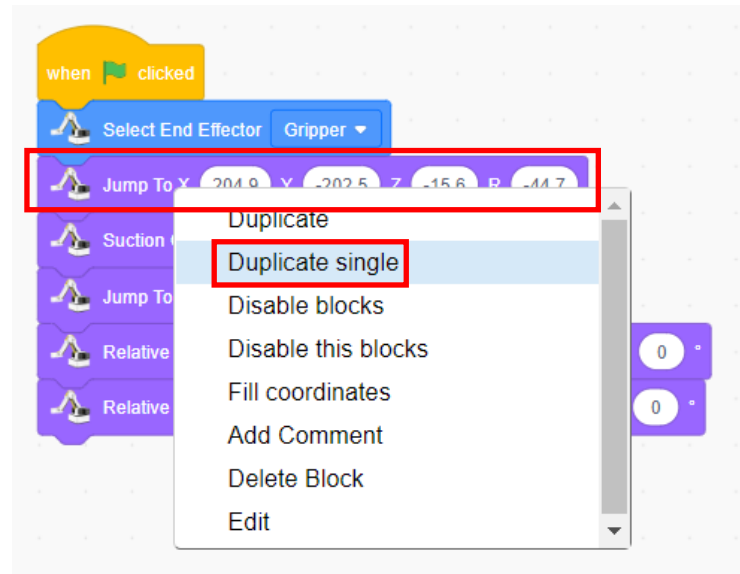 when clicked
Select End Effector Gripper
Jump To X 204.9 Y -202.5 Z -15.6 R -44.7
Suction
Jump To
Relative 0 °
Relative 0 °
Duplicate
Duplicate single
Disable blocks
Disable this blocks
Fill coordinates
Add Comment
Delete Block
Edit